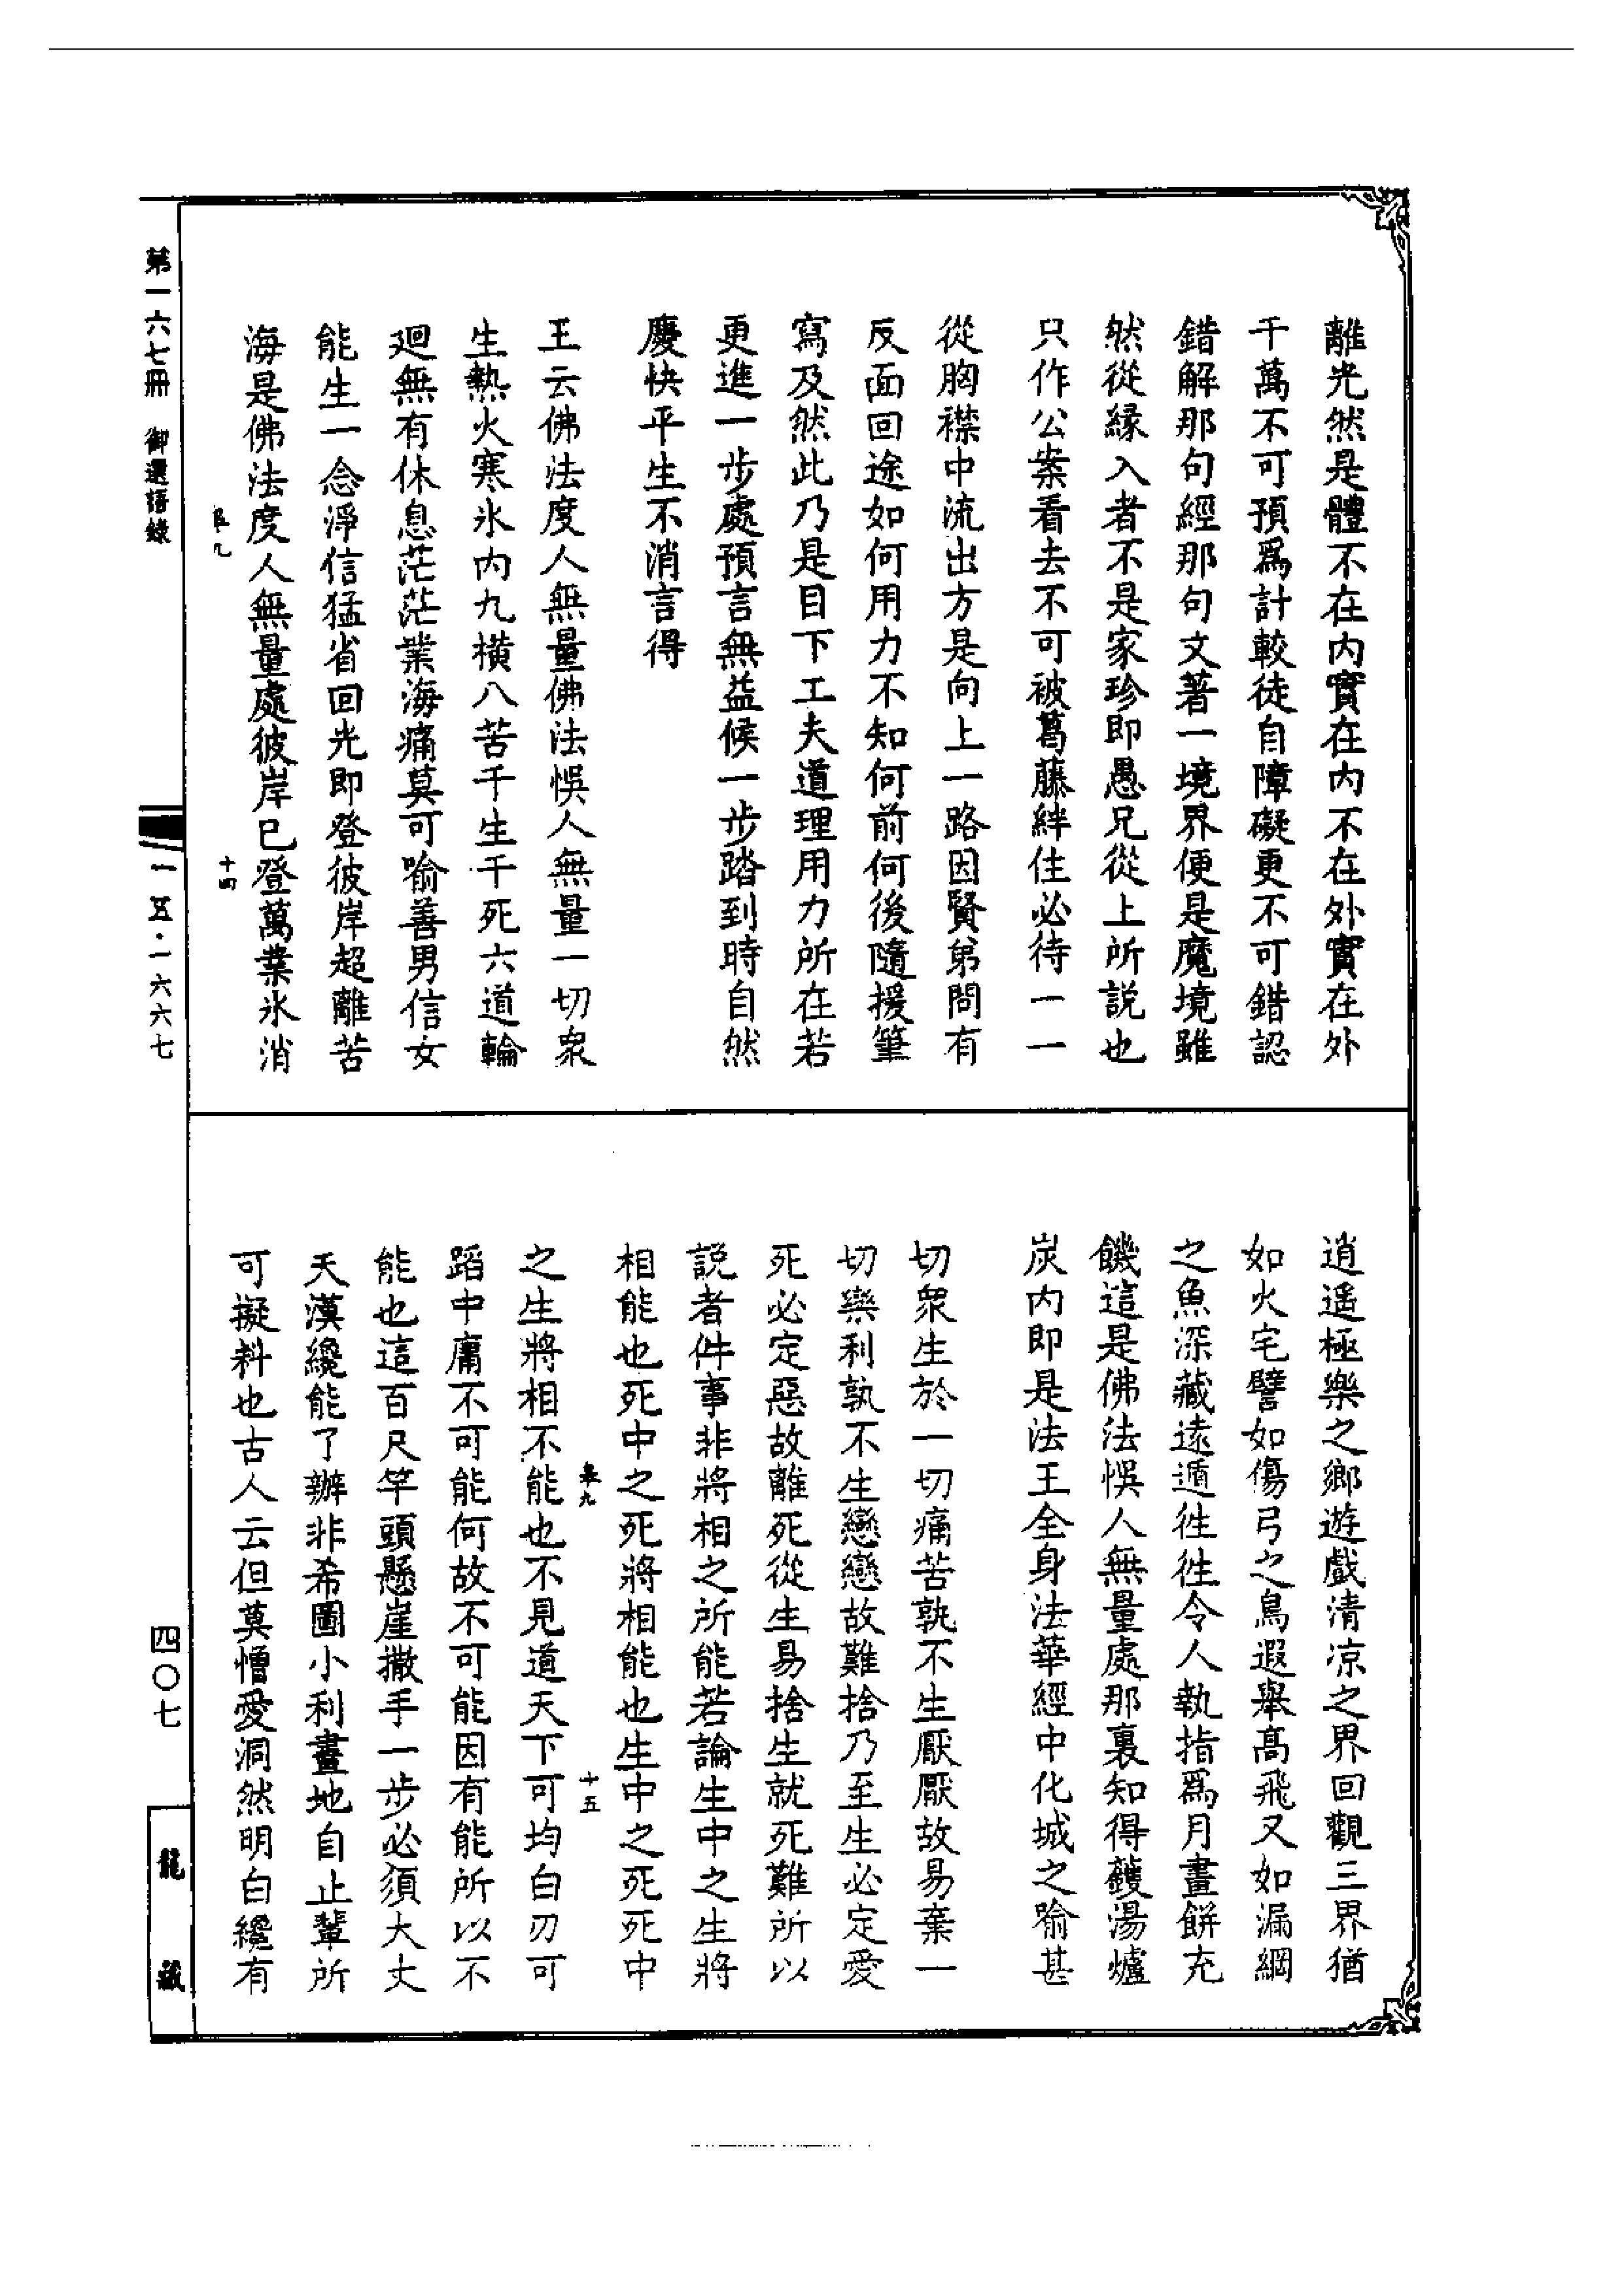 離光然是體不在内實在内不在外實在外
千萬不可預爲計較徒自障礙更不可錯認
錯解那句經那句文著一境界便是魔境雖
然從緣入者不是家珍即愚兄從上所説也
只作公案看去不可被葛藤絆住必待一一
從胸襟中流出方是向上一路因賢弟問有
反面回途如何用力不知何前何後隨援筆
寫及然此乃是目下工夫道理用力所在若
更進一步處預言無益候一步踏到時自然
慶快平生不消言得
王云佛法度人無量佛法悞人無量一切衆
生熱火寒氷内九橫八苦千生千死六道輪
廻無有休息茫茫業海痛莫可喻善男信女
能生一念淨信猛省回光即登彼岸超離苦
海是佛法度人無量處彼岸已登萬業氷消
十四
逍遥極樂之鄉遊戲清凉之界回觀三界猶
如火宅譬如傷弓之鳥遐舉高飛又如漏網
之魚深藏遠遁徃徃令人執指爲月畫餅充
饑這是佛法悞人無量處那裏知得鑊湯爐
炭内即是法王全身法華經中化城之喻甚
切衆生於一切痛苦孰不生厭厭故易棄一
切樂利孰不生戀戀故難捨乃至生必定愛
死必定惡故離死從生易捨生就死難所以
説者件事非將相之所能若論生中之生將
相能也死中之死將相能也生中之死死中
十五
之生將相不能也不見道天下可均白刃可
蹈中庸不可能何故不可能因有能所以不
能也這百尺竿頭懸崖撒手一步必須大丈
天漢纔能了辦非希圖小利畫地自止輩所
可擬料也古人云但莫憎愛洞然明白纔有
第一六七冊　御選語錄
一五·一六六七
四〇七
龍藏